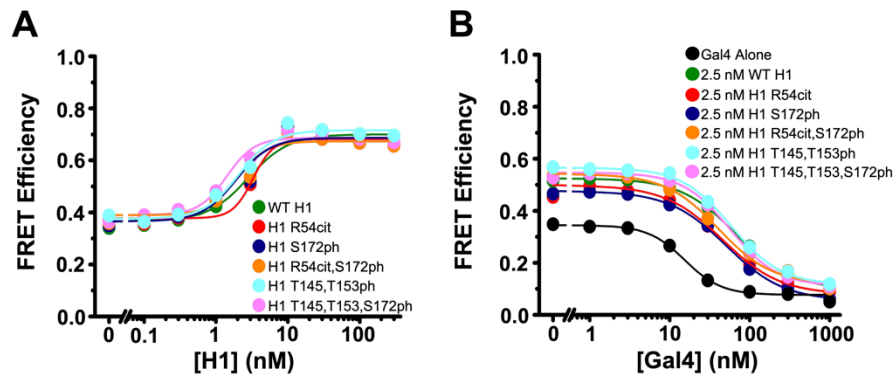 A
FRET Efficiency
1.0
0.8
0.6
0.4
0.2
0.0
WT H1
H1 R54cit
H1 S172ph
H1 R54cit,S172ph
H1 T145,T153ph
H1 T145,T153,S172ph
0 0.1 1 10 100
[H1] (nM)
B
FRET Efficiency
1.0
0.8
0.6
0.4
0.2
0.0
Gal4 Alone
2.5 nM WT H1
2.5 nM H1 R54cit
2.5 nM H1 S172ph
2.5 nM H1 R54cit,S172ph
2.5 nM H1 T145,T153ph
2.5 nM H1 T145,T153,S172ph
0 1 10 100 1000
[Gal4] (nM)